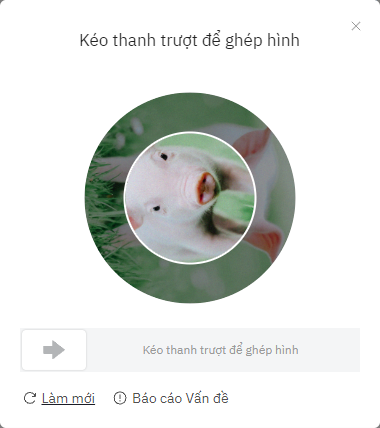 Kéo thanh trượt để ghép hình
Kéo thanh trượt để ghép hình
Làm mới
Báo cáo Vấn đề